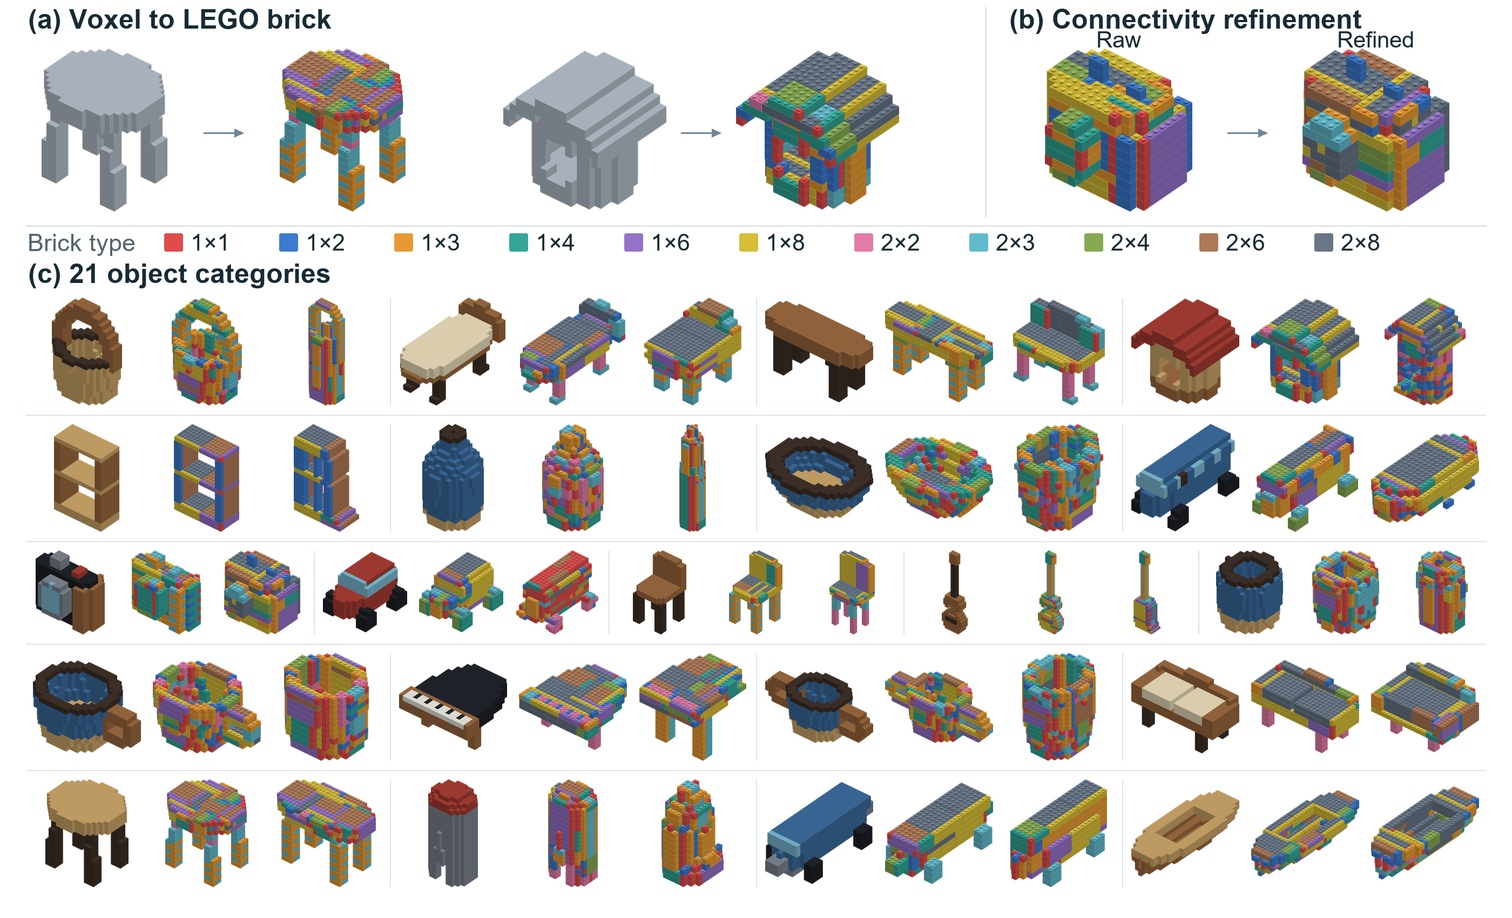 (a) Voxel to LEGO brick
(b) Connectivity refinement
Raw
Refined
Brick type 1×1 1×2 1×3 1×4 1×6 1×8 2×2 2×3 2×4 2×6 2×8
(c) 21 object categories